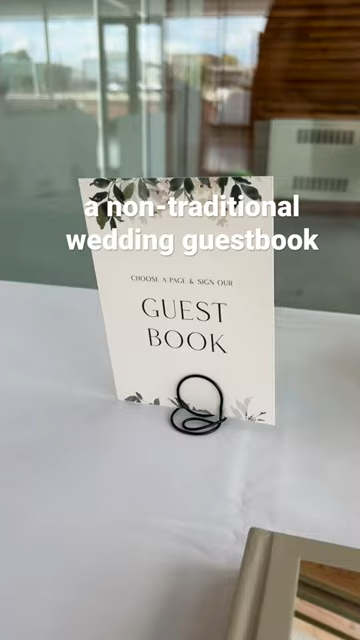 a non-traditional
wedding guestbook
CHOOSE A PAGE & SIGN OUR
GUEST
BOOK